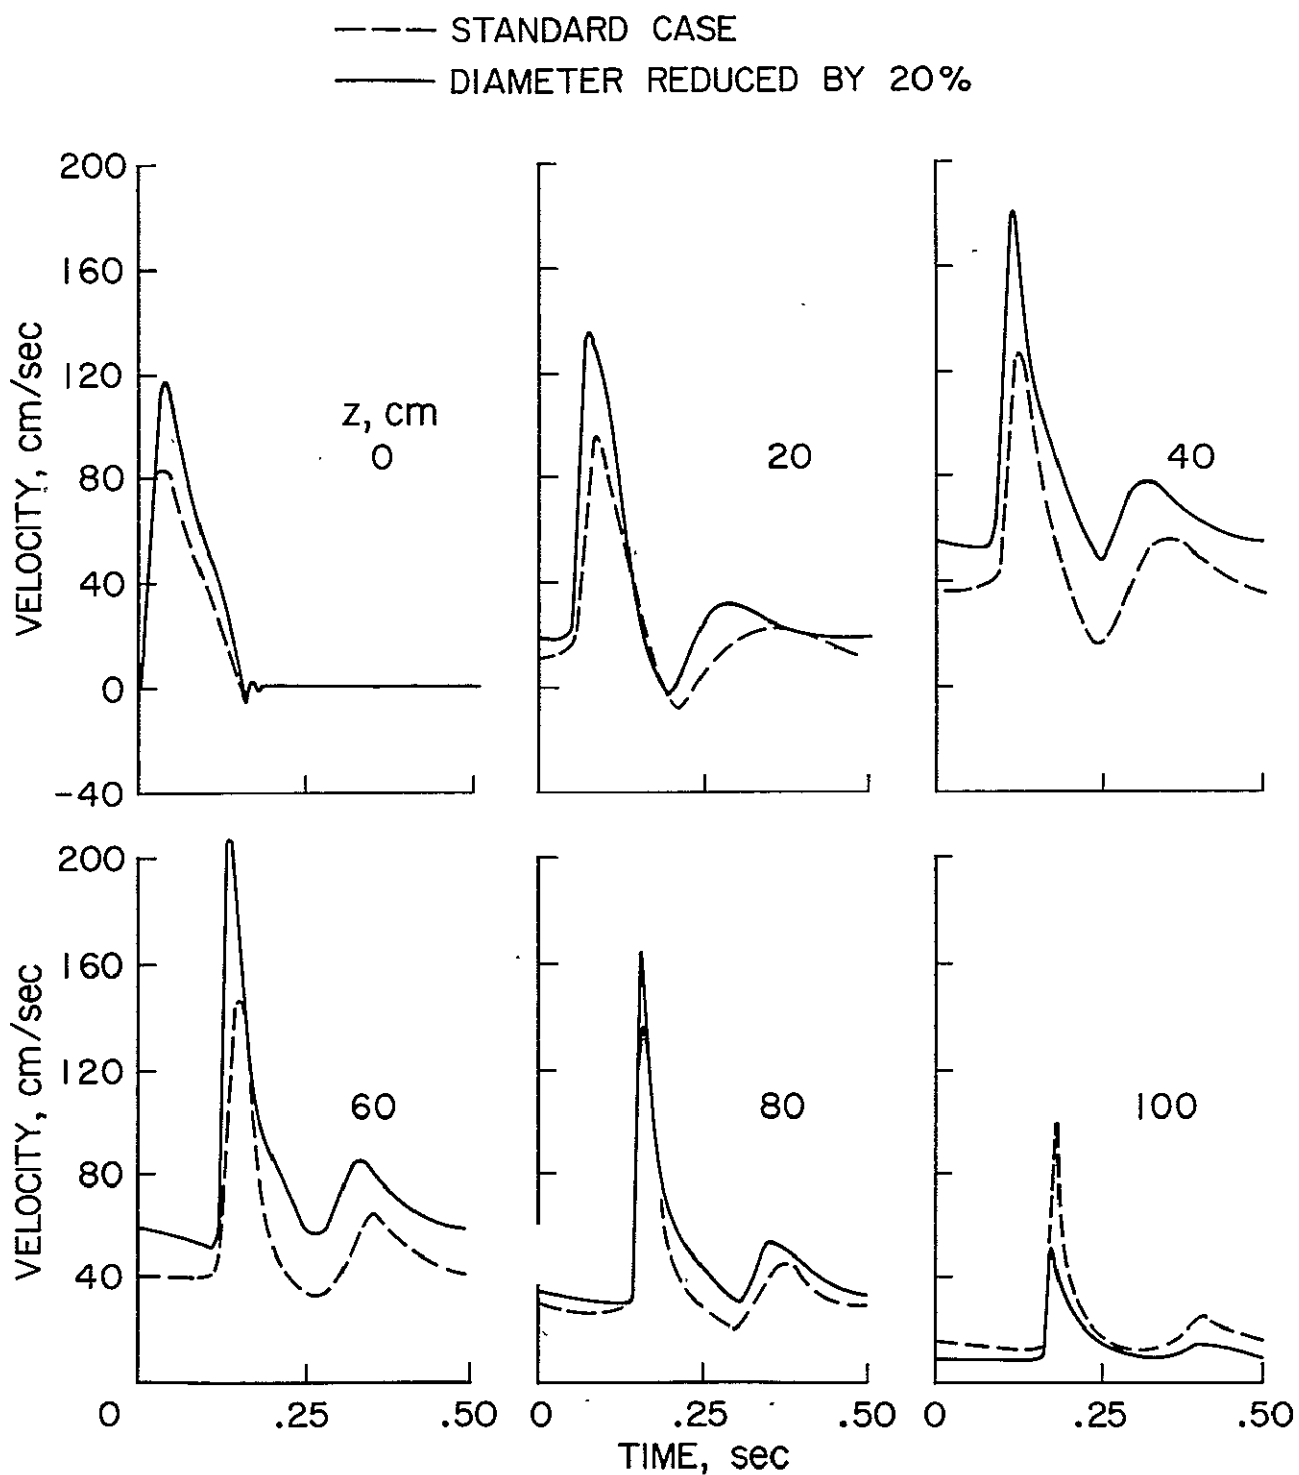 STANDARD CASE
DIAMETER REDUCED BY 20%
200
160
120
80
40
0
-40
VELOCITY, cm/sec
z, cm
0
20
40
200
160
120
80
40
VELOCITY, cm/sec
60
80
100
0 .25 .50 0 .25 .50 0 .25 .50
TIME, sec